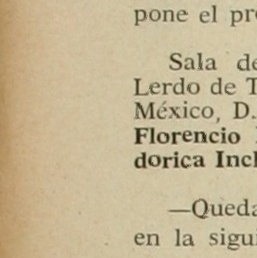 pone el pr
Sala de
Lerdo de T
México, D.
Florencio
dorica Incl
—Queda
en la sigui